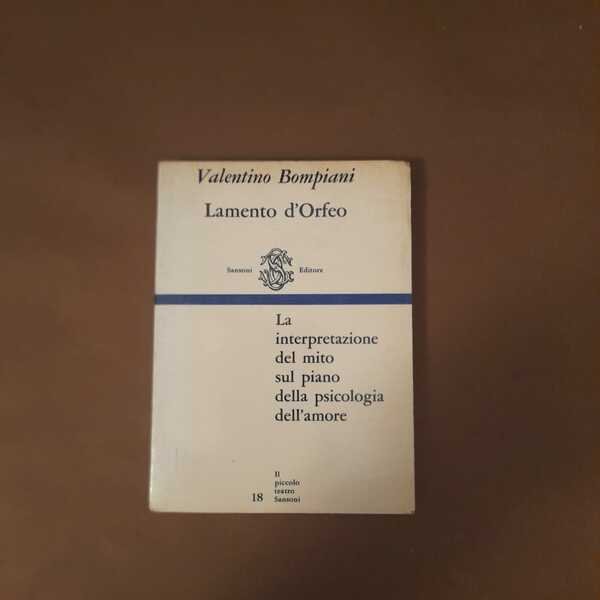 Valentino Bompiani
Lamento d'Orfeo
Sansoni Editore
La
interpretazione
del mito
sul piano
della psicologia
dell'amore
18
Il
piccolo
teatro
Sansoni